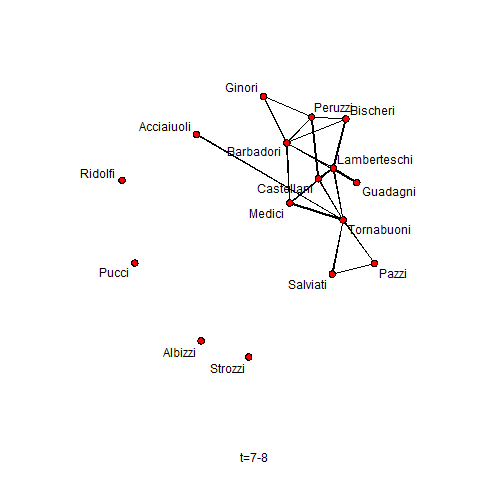 Ginori
Peruzzi
Bischeri
Acciaiuoli
Barbadori
Lamberteschi
Ridolfi
Castellani
Guadagni
Medici
Tornabuoni
Pucci
Salviati
Pazzi
Albizzi
Strozzi
t=7-8